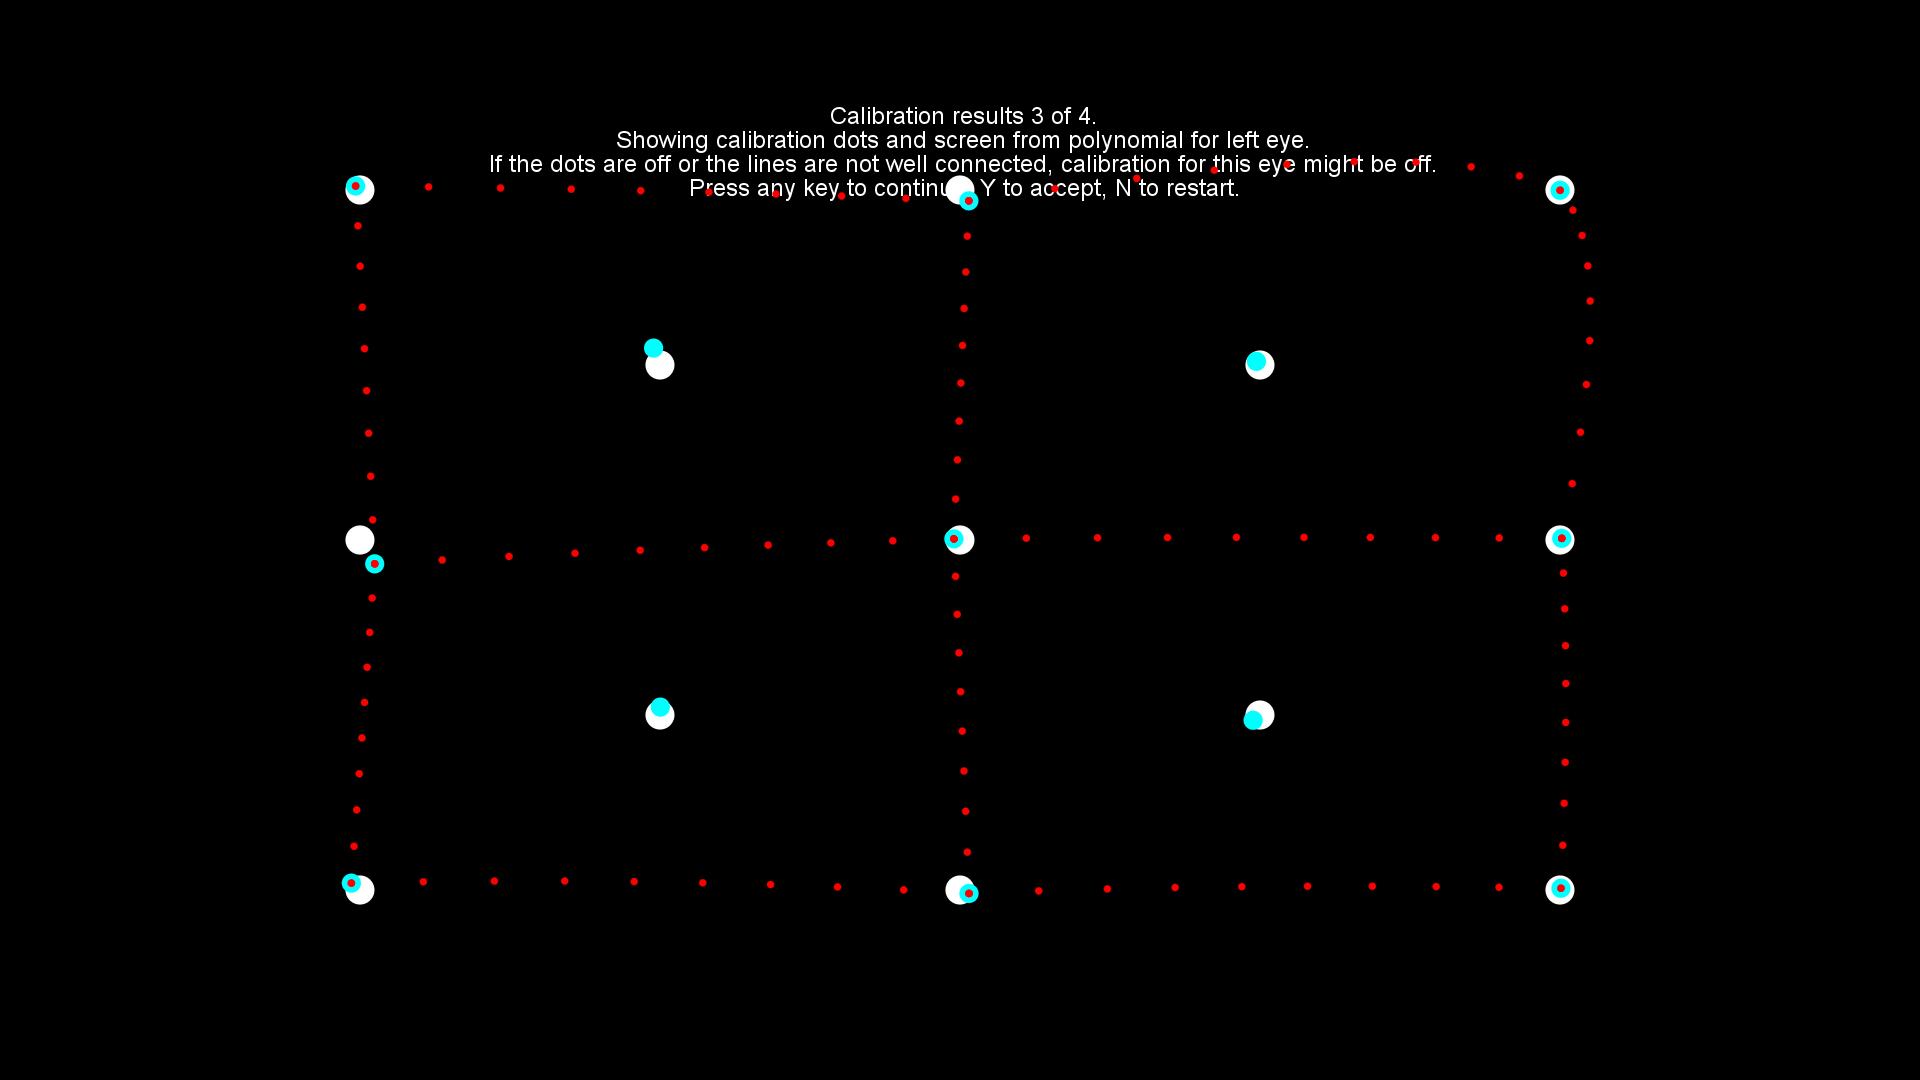 Calibration results 3 of 4.
Showing calibration dots and screen from polynomial for left eye.
If the dots are off or the lines are not well connected, calibration for this eye might be off.
Press any key to continue, Y to accept, N to restart.